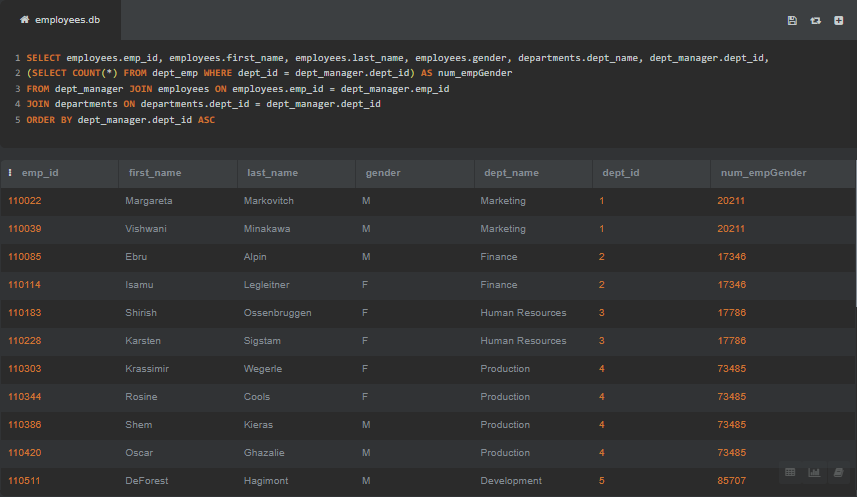 employees.db
1 SELECT employees.emp_id, employees.first_name, employees.last_name, employees.gender, departments.dept_name, dept_manager.dept_id,
2 (SELECT COUNT(*) FROM dept_emp WHERE dept_id = dept_manager.dept_id) AS num_empGender
3 FROM dept_manager JOIN employees ON employees.emp_id = dept_manager.emp_id
4 JOIN departments ON departments.dept_id = dept_manager.dept_id
5 ORDER BY dept_manager.dept_id ASC
emp_id first_name last_name gender dept_name dept_id num_empGender
110022 Margareta Markovitch M Marketing 1 20211
110039 Vishwani Minakawa M Marketing 1 20211
110085 Ebru Alpin M Finance 2 17346
110114 Isamu Legleitner F Finance 2 17346
110183 Shirish Ossenbruggen F Human Resources 3 17786
110228 Karsten Sigstam F Human Resources 3 17786
110303 Krassimir Wegerle F Production 4 73485
110344 Rosine Cools F Production 4 73485
110386 Shem Kieras M Production 4 73485
110420 Oscar Ghazalie M Production 4 73485
110511 DeForest Hagimont M Development 5 85707